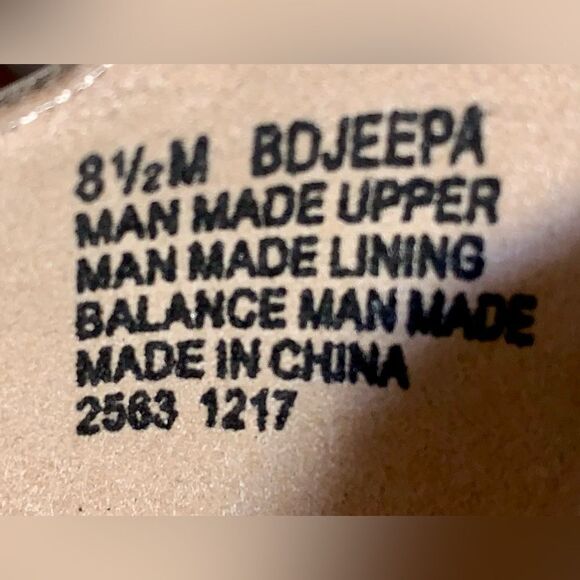 8½M BDJEEPA
MAN MADE UPPER
MAN MADE LINING
BALANCE MAN MADE
MADE IN CHINA
2563 1217